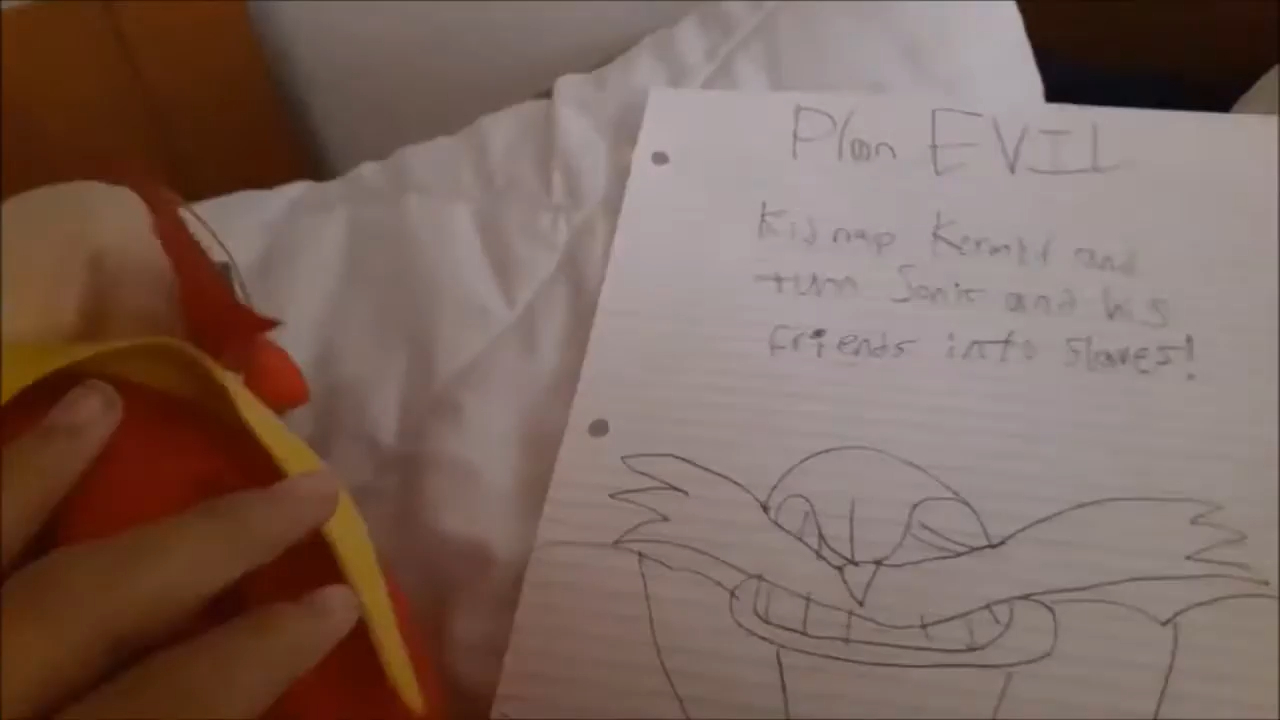 Plan EVIL
Kidnap Kermit and
turn Sonic and his
friends into slaves!